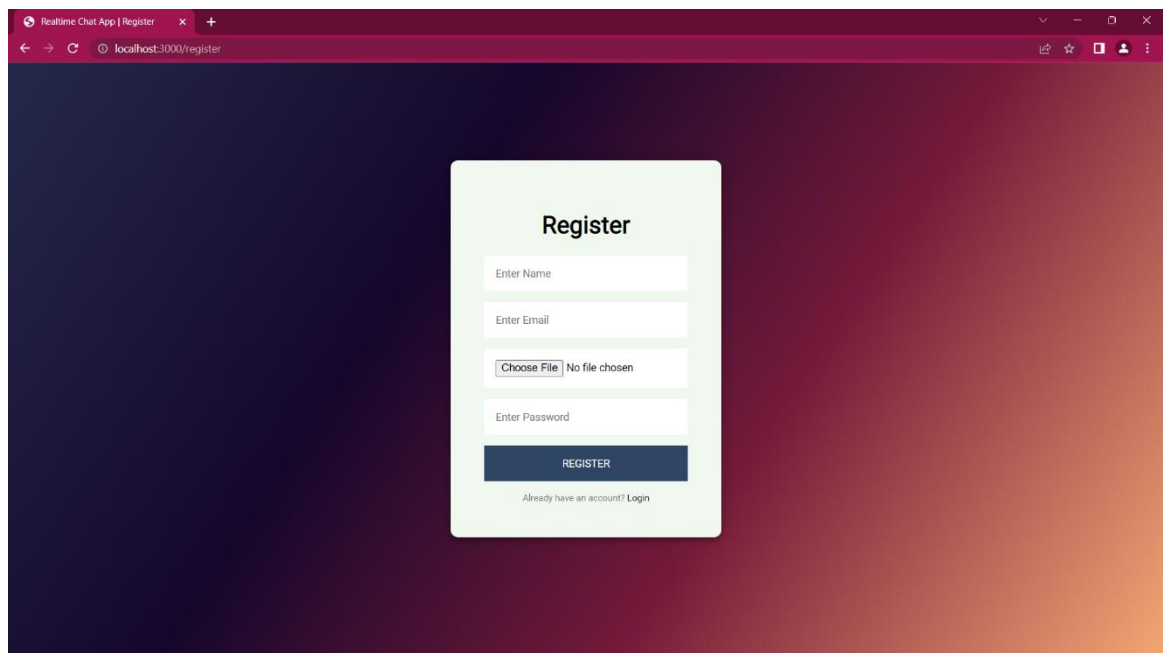 Realtime Chat App | Register
localhost:3000/register
Register
Enter Name
Enter Email
Choose File No file chosen
Enter Password
REGISTER
Already have an account? Login